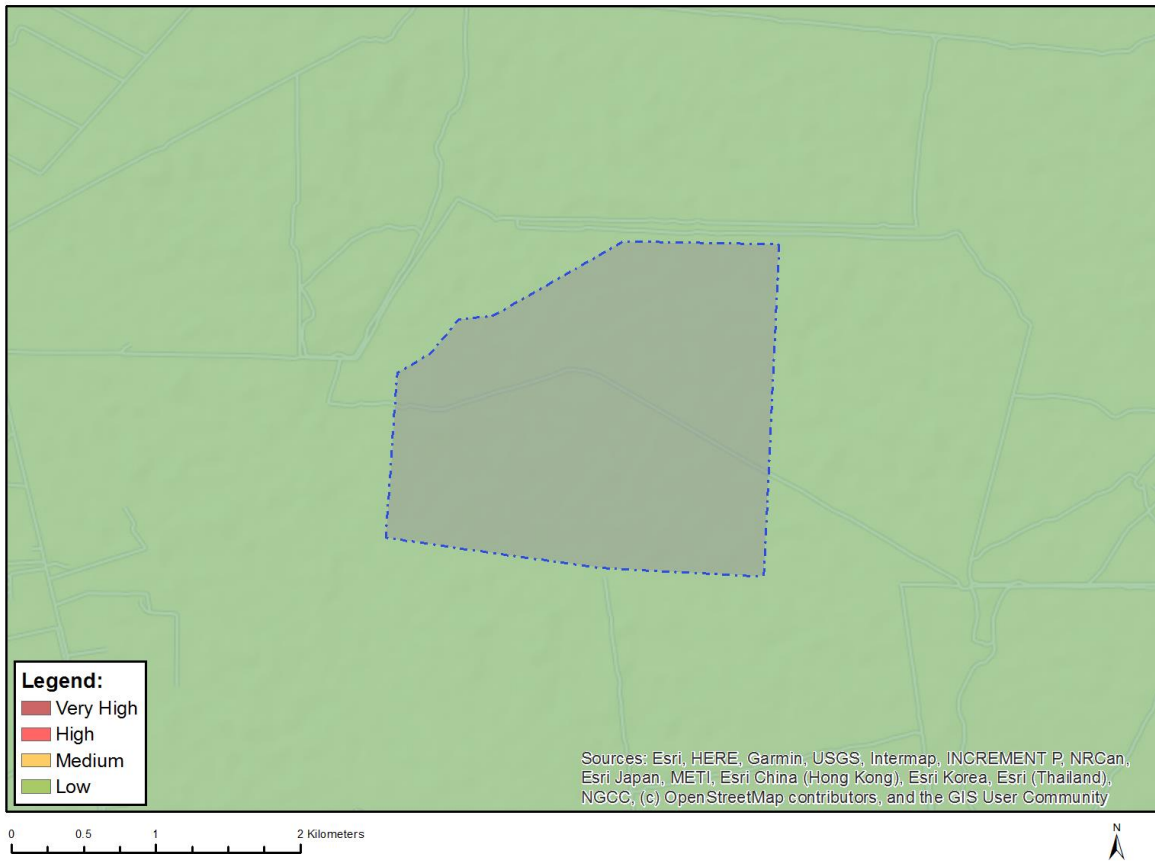 Legend:
Very High
High
Medium
Low
Sources: Esri, HERE, Garmin, USGS, Intermap, INCREMENT P, NRCan,
Esri Japan, METI, Esri China (Hong Kong), Esri Korea, Esri (Thailand),
NGCC, (c) OpenStreetMap contributors, and the GIS User Community
0 0.5 1 2 Kilometers
N